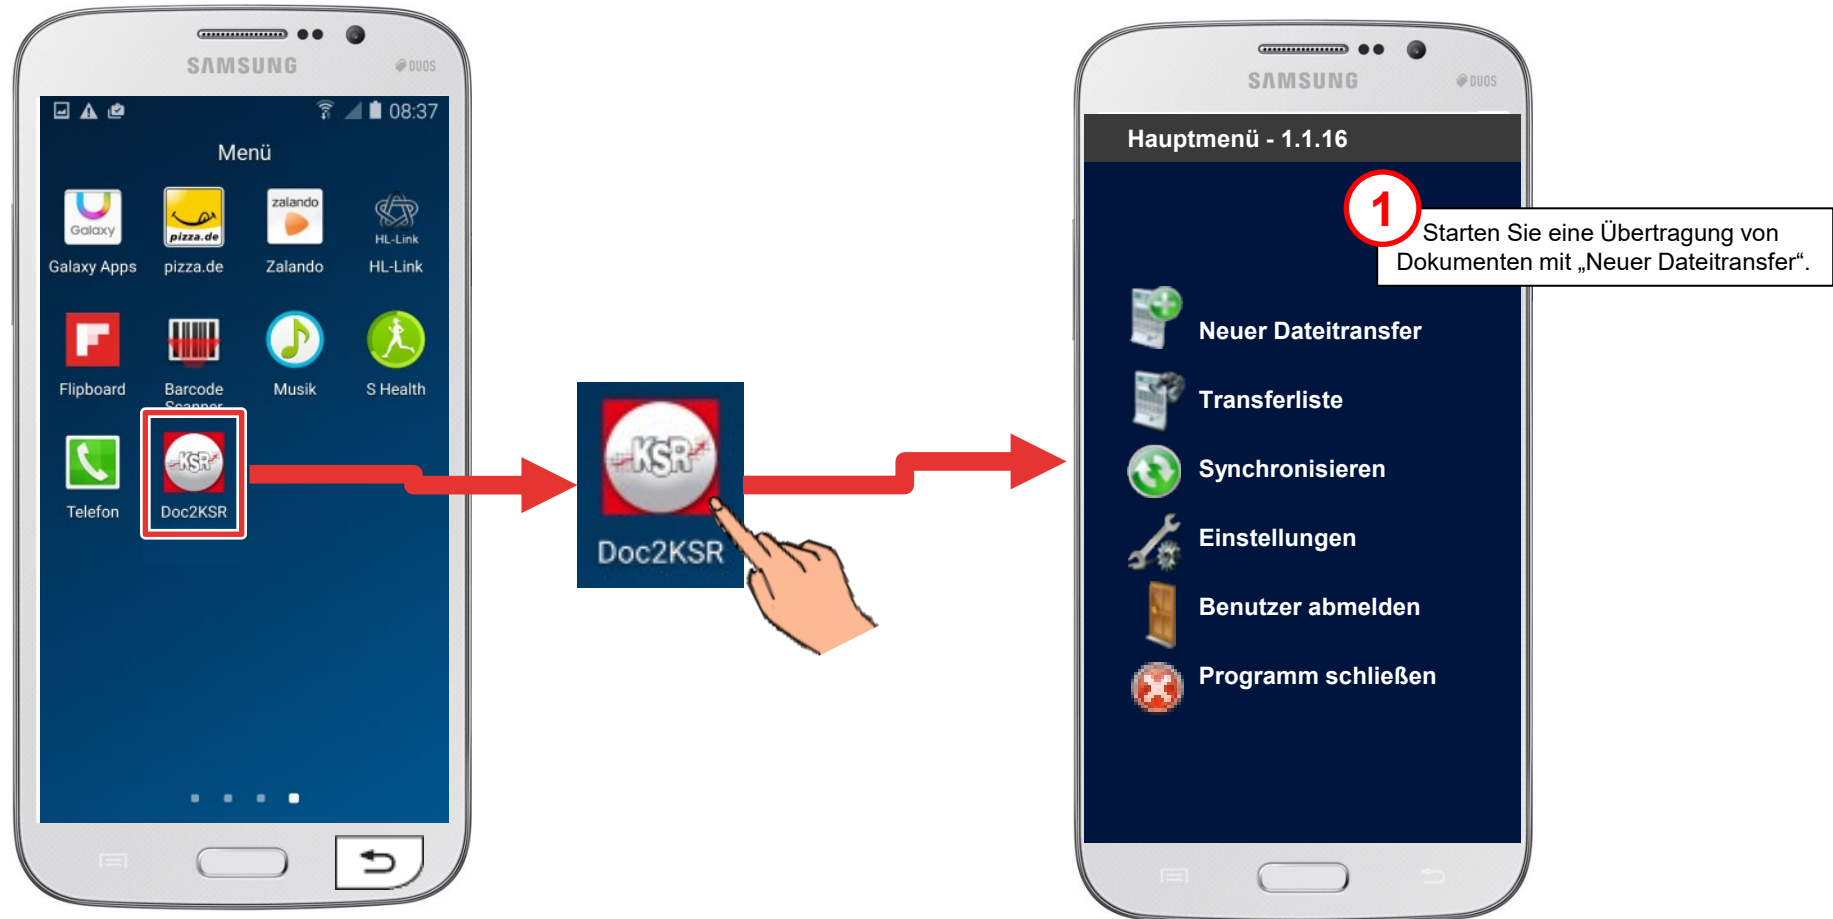 SAMSUNG
DUOS
08:37
Menü
Galaxy
pizza.de
zalando
HL-Link
Galaxy Apps
pizza.de
Zalando
HL-Link
Flipboard
Barcode
Scanner
Musik
S Health
KSR
Telefon
Doc2KSR
KSR
Doc2KSR
SAMSUNG
DUOS
Hauptmenü - 1.1.16
1
Starten Sie eine Übertragung von
Dokumenten mit „Neuer Dateitransfer“.
Neuer Dateitransfer
Transferliste
Synchronisieren
Einstellungen
Benutzer abmelden
Programm schließen